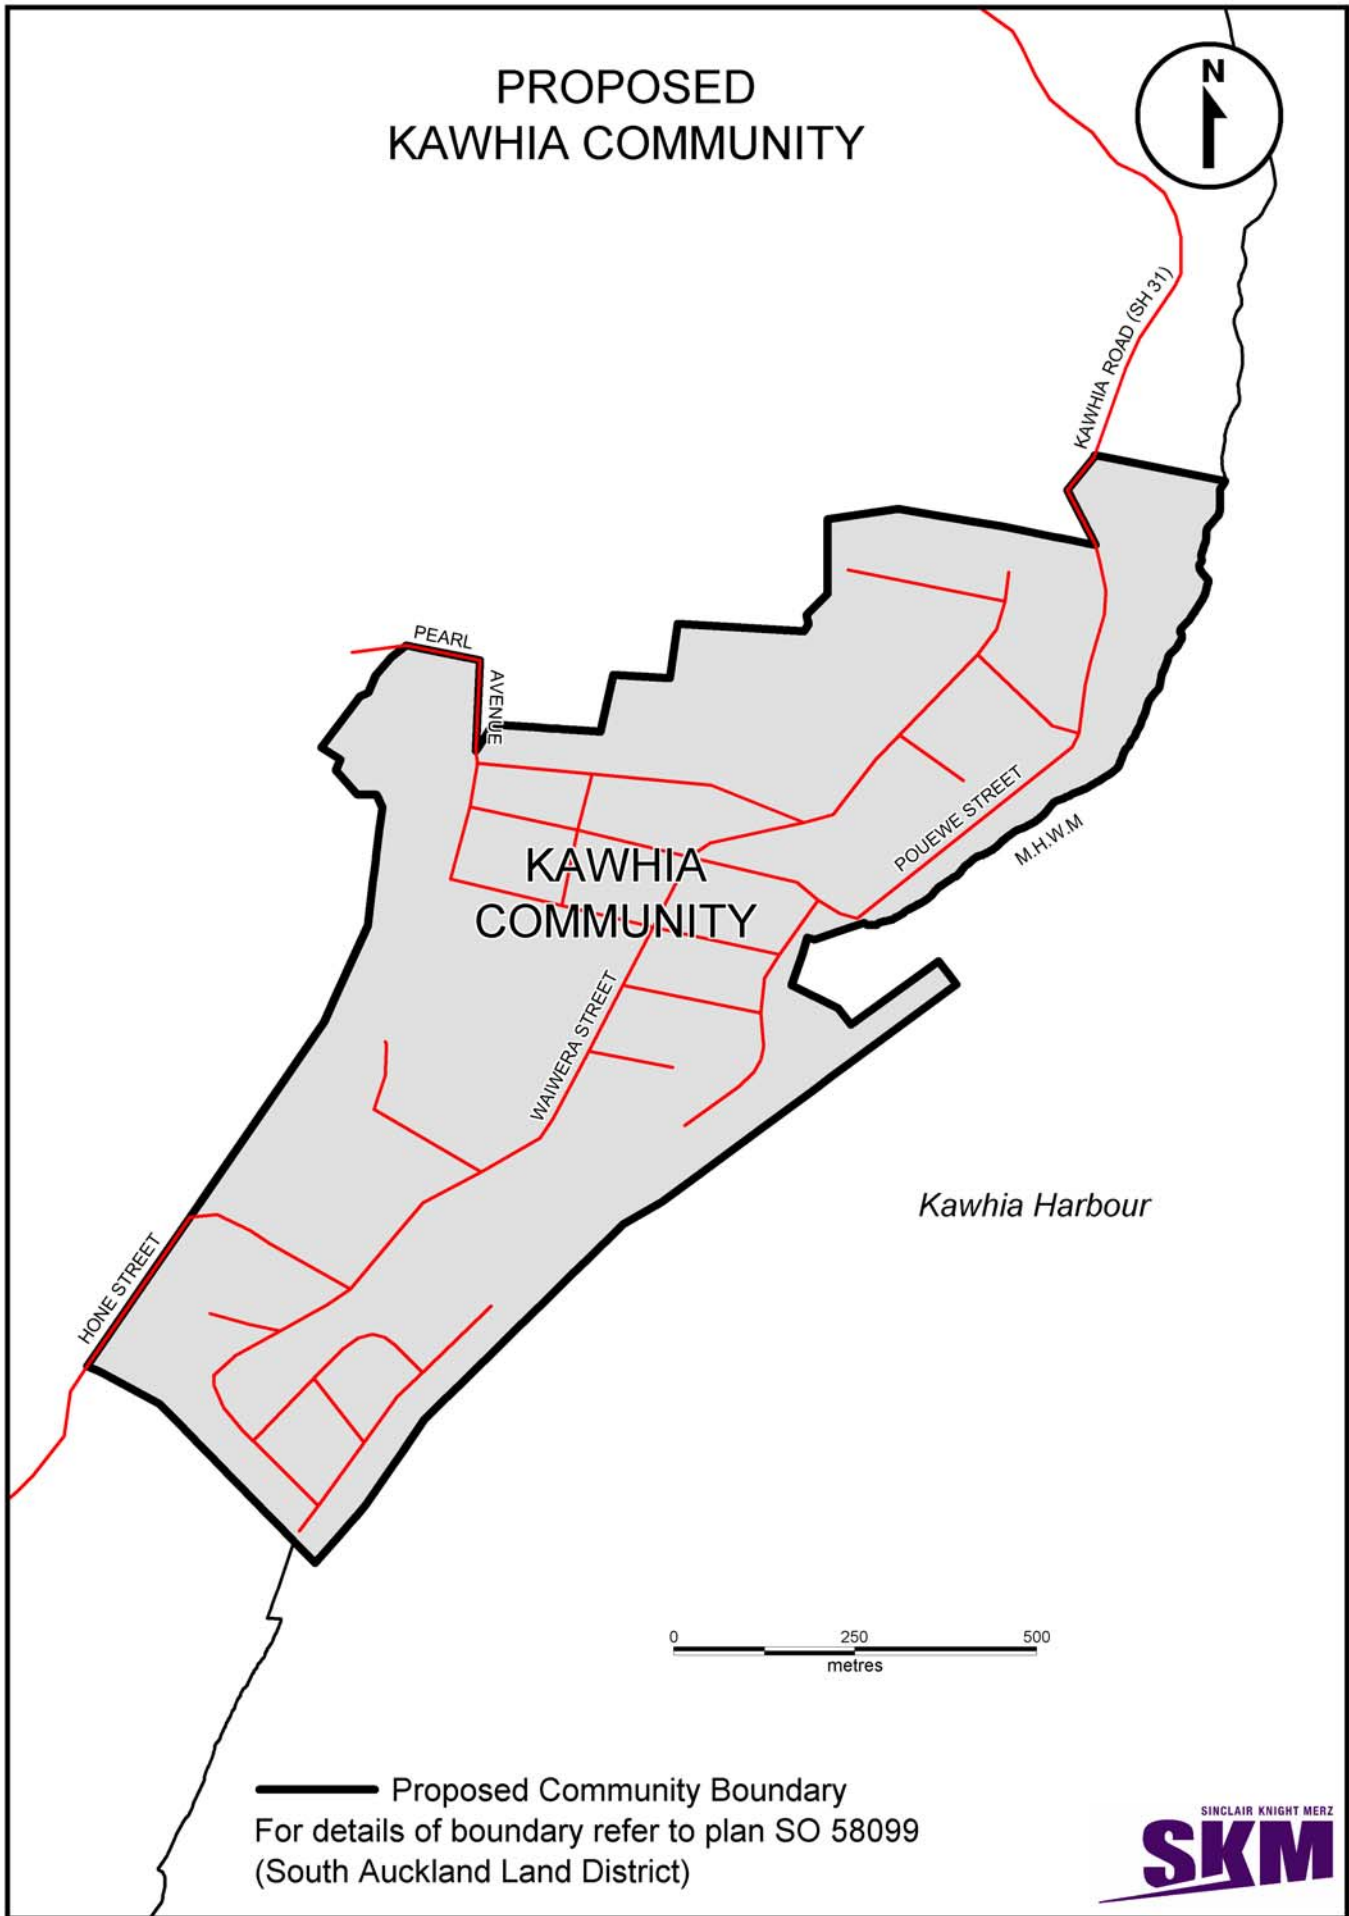 PROPOSED
KAWHIA COMMUNITY
N
KAWHIA ROAD (SH 31)
PEARL
AVENUE
POUEWE STREET
M.H.W.M
KAWHIA
COMMUNITY
WAIWERA STREET
Kawhia Harbour
HONE STREET
0 250 500
metres
Proposed Community Boundary
For details of boundary refer to plan SO 58099
(South Auckland Land District)
SINCLAIR KNIGHT MERZ
SKM